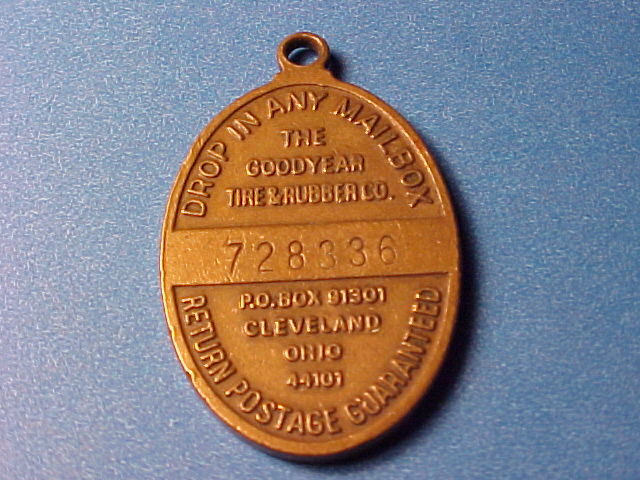 DROP IN ANY MAILBOX
THE
GOODYEAR
TIRE & RUBBER CO.
728336
P.O. BOX 91301
CLEVELAND
OHIO
44101
RETURN POSTAGE GUARANTEED